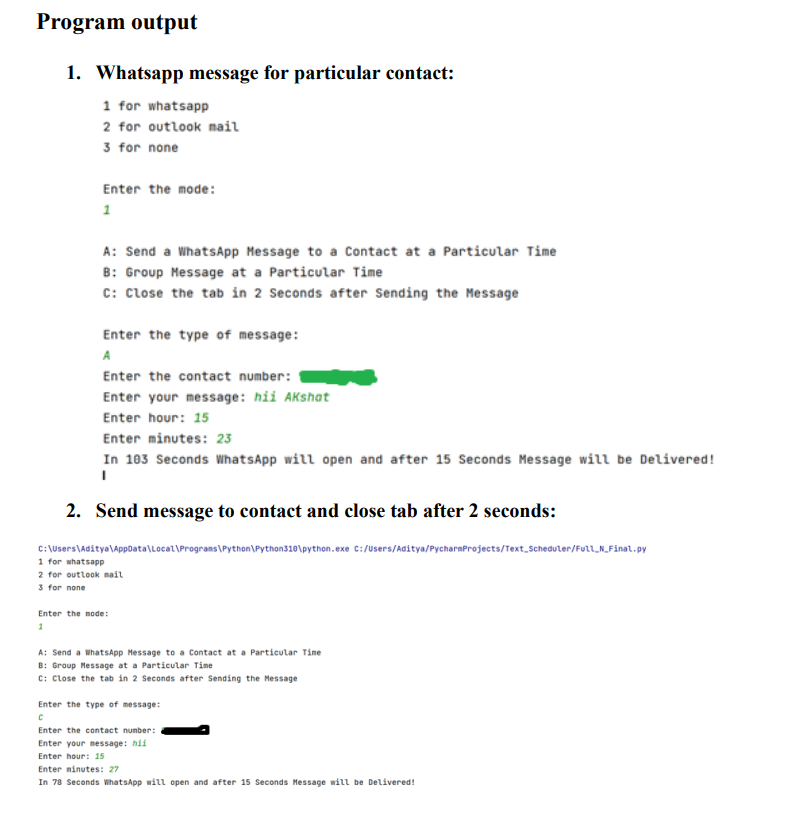 Program output
1. Whatsapp message for particular contact:
1 for whatsapp
2 for outlook mail
3 for none
Enter the mode:
1
A: Send a WhatsApp Message to a Contact at a Particular Time
B: Group Message at a Particular Time
C: Close the tab in 2 Seconds after Sending the Message
Enter the type of message:
A
Enter the contact number:
Enter your message: hii AKshat
Enter hour: 15
Enter minutes: 23
In 103 Seconds WhatsApp will open and after 15 Seconds Message will be Delivered!
2. Send message to contact and close tab after 2 seconds:
C:\Users\Aditya\AppData\Local\Programs\Python\Python310\python.exe C:/Users/Aditya/PycharmProjects/Text_Scheduler/Full_N_Final.py
1 for whatsapp
2 for outlook mail
3 for none
Enter the mode:
1
A: Send a WhatsApp Message to a Contact at a Particular Time
B: Group Message at a Particular Time
C: Close the tab in 2 Seconds after Sending the Message
Enter the type of message:
C
Enter the contact number:
Enter your message: hii
Enter hour: 15
Enter minutes: 27
In 78 Seconds WhatsApp will open and after 15 Seconds Message will be Delivered!